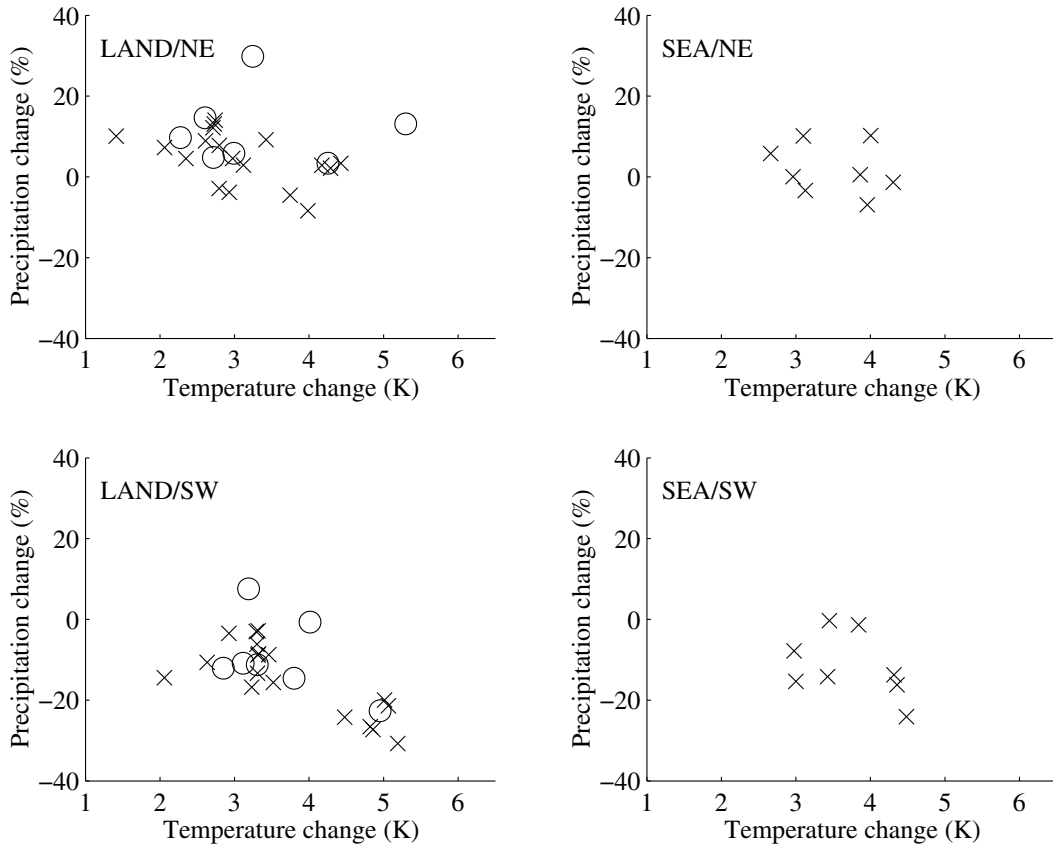 40
LAND/NE
20
0
−20
−40
1 2 3 4 5 6
Temperature change (K)
Precipitation change (%)
40
SEA/NE
20
0
−20
−40
1 2 3 4 5 6
Temperature change (K)
Precipitation change (%)
40
LAND/SW
20
0
−20
−40
1 2 3 4 5 6
Temperature change (K)
Precipitation change (%)
40
SEA/SW
20
0
−20
−40
1 2 3 4 5 6
Temperature change (K)
Precipitation change (%)